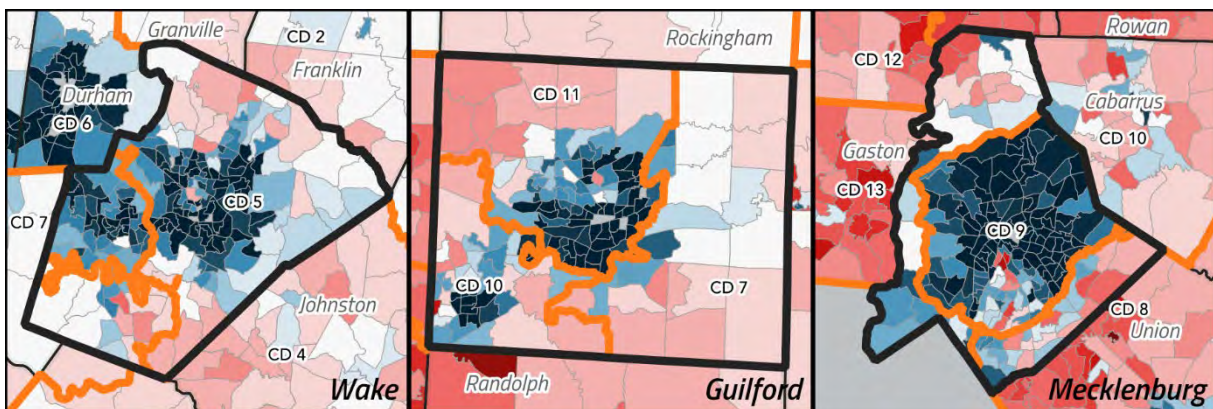 Granville
CD 2
Franklin
Durham
CD 6
CD 7
CD 5
Johnston
CD 4
Wake
Rockingham
CD 11
CD 10
CD 7
Randolph
Guilford
Rowan
CD 12
Cabarrus
CD 10
Gaston
CD 13
CD 9
CD 8
Union
Mecklenburg